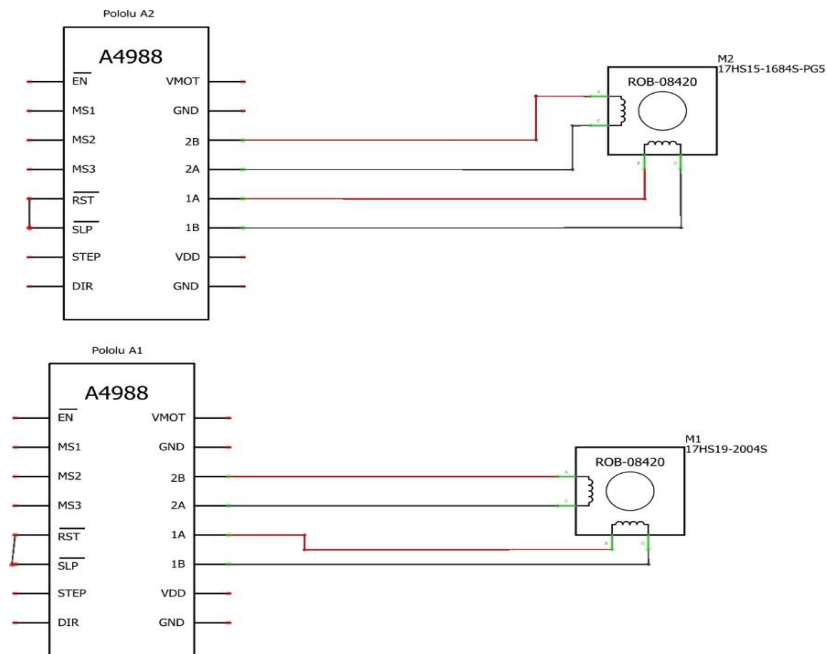 Pololu A2
A4988
EN VMOT
MS1 GND
MS2 2B
MS3 2A
RST 1A
SLP 1B
STEP VDD
DIR GND
M2
17HS15-1684S-PG5
ROB-08420
A
C
B D
Pololu A1
A4988
EN VMOT
MS1 GND
MS2 2B
MS3 2A
RST 1A
SLP 1B
STEP VDD
DIR GND
M1
17HS19-2004S
ROB-08420
A
C
B D